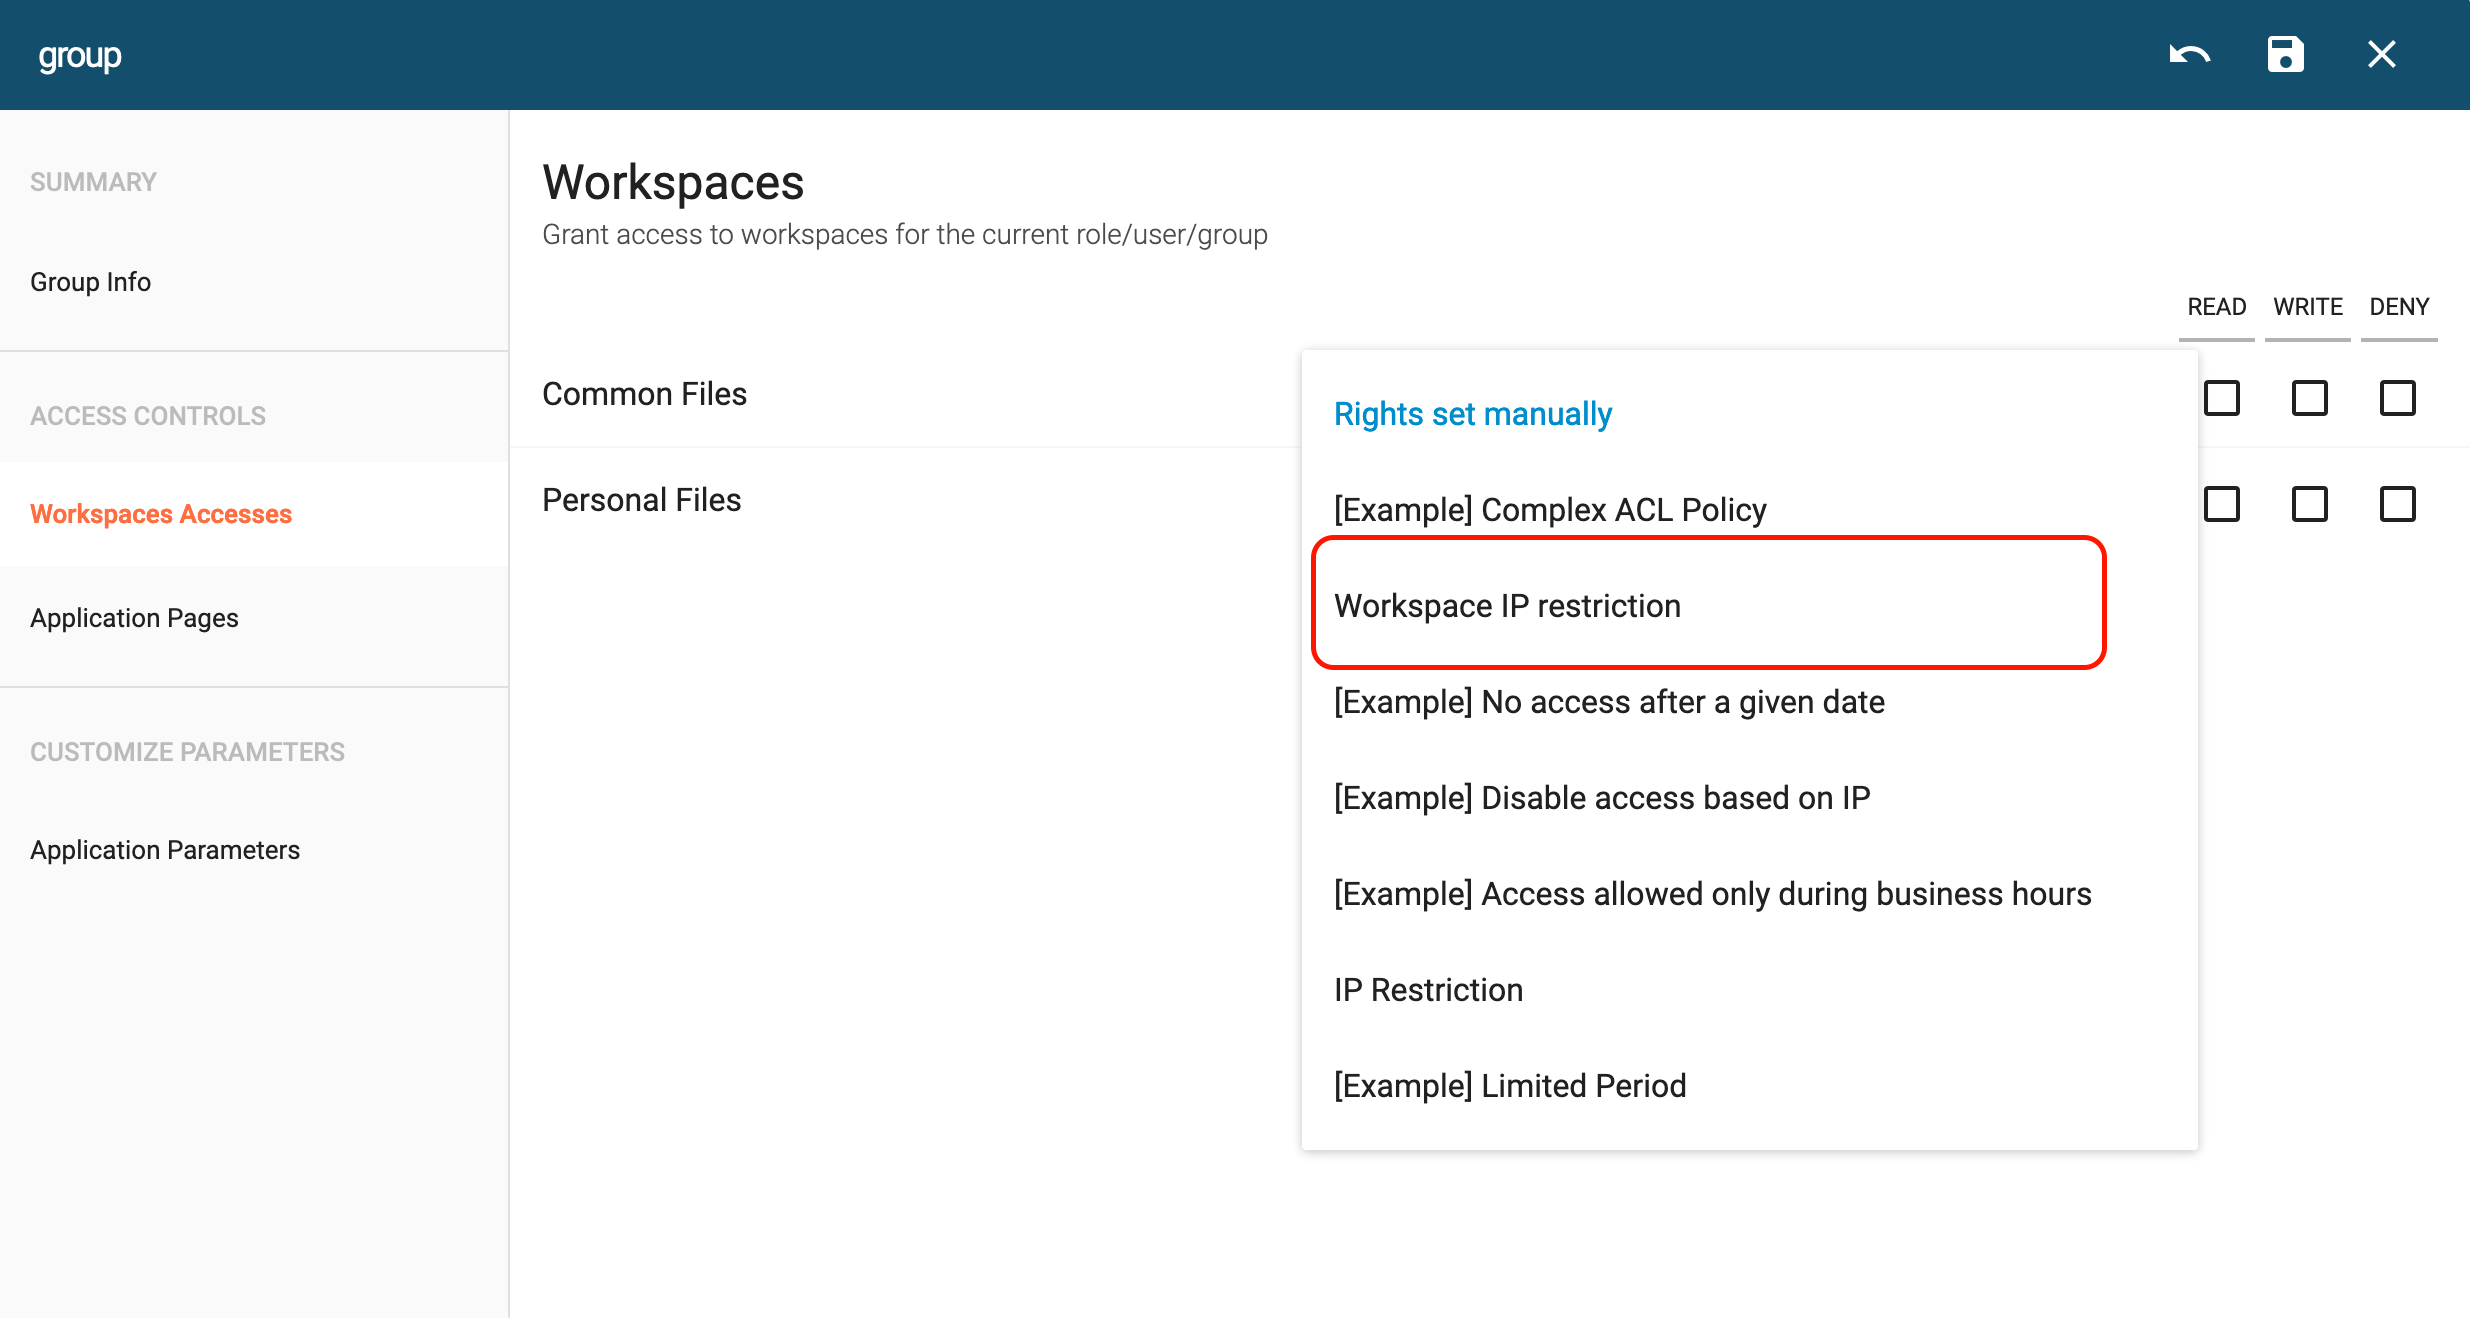 group
SUMMARY
Group Info
ACCESS CONTROLS
Workspaces Accesses
Application Pages
CUSTOMIZE PARAMETERS
Application Parameters
Workspaces
Grant access to workspaces for the current role/user/group
READ WRITE DENY
Common Files
Personal Files
Rights set manually
[Example] Complex ACL Policy
Workspace IP restriction
[Example] No access after a given date
[Example] Disable access based on IP
[Example] Access allowed only during business hours
IP Restriction
[Example] Limited Period